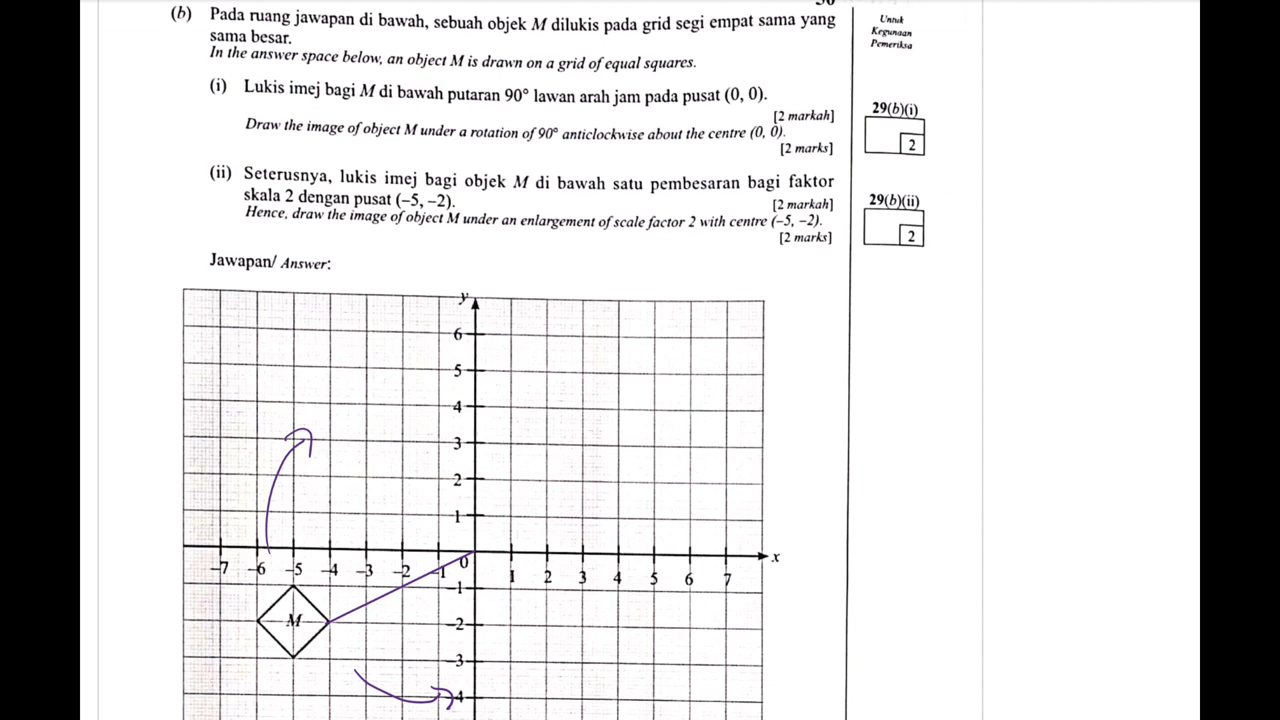 (b) Pada ruang jawapan di bawah, sebuah objek M dilukis pada grid segi empat sama yang
sama besar.
In the answer space below, an object M is drawn on a grid of equal squares.
(i) Lukis imej bagi M di bawah putaran 90° lawan arah jam pada pusat (0, 0).
[2 markah]
Draw the image of object M under a rotation of 90° anticlockwise about the centre (0, 0).
[2 marks]
(ii) Seterusnya, lukis imej bagi objek M di bawah satu pembesaran bagi faktor
skala 2 dengan pusat (–5, –2).
[2 markah]
Hence, draw the image of object M under an enlargement of scale factor 2 with centre (–5, –2).
[2 marks]
Jawapan/ Answer:
Untuk
Kegunaan
Pemeriksa
29(b)(i)
2
29(b)(ii)
2
y
6
5
4
3
2
1
x
–7 –6 –5 –4 –3 –2 –1 0 1 2 3 4 5 6 7
–1
M
–2
–3
–4